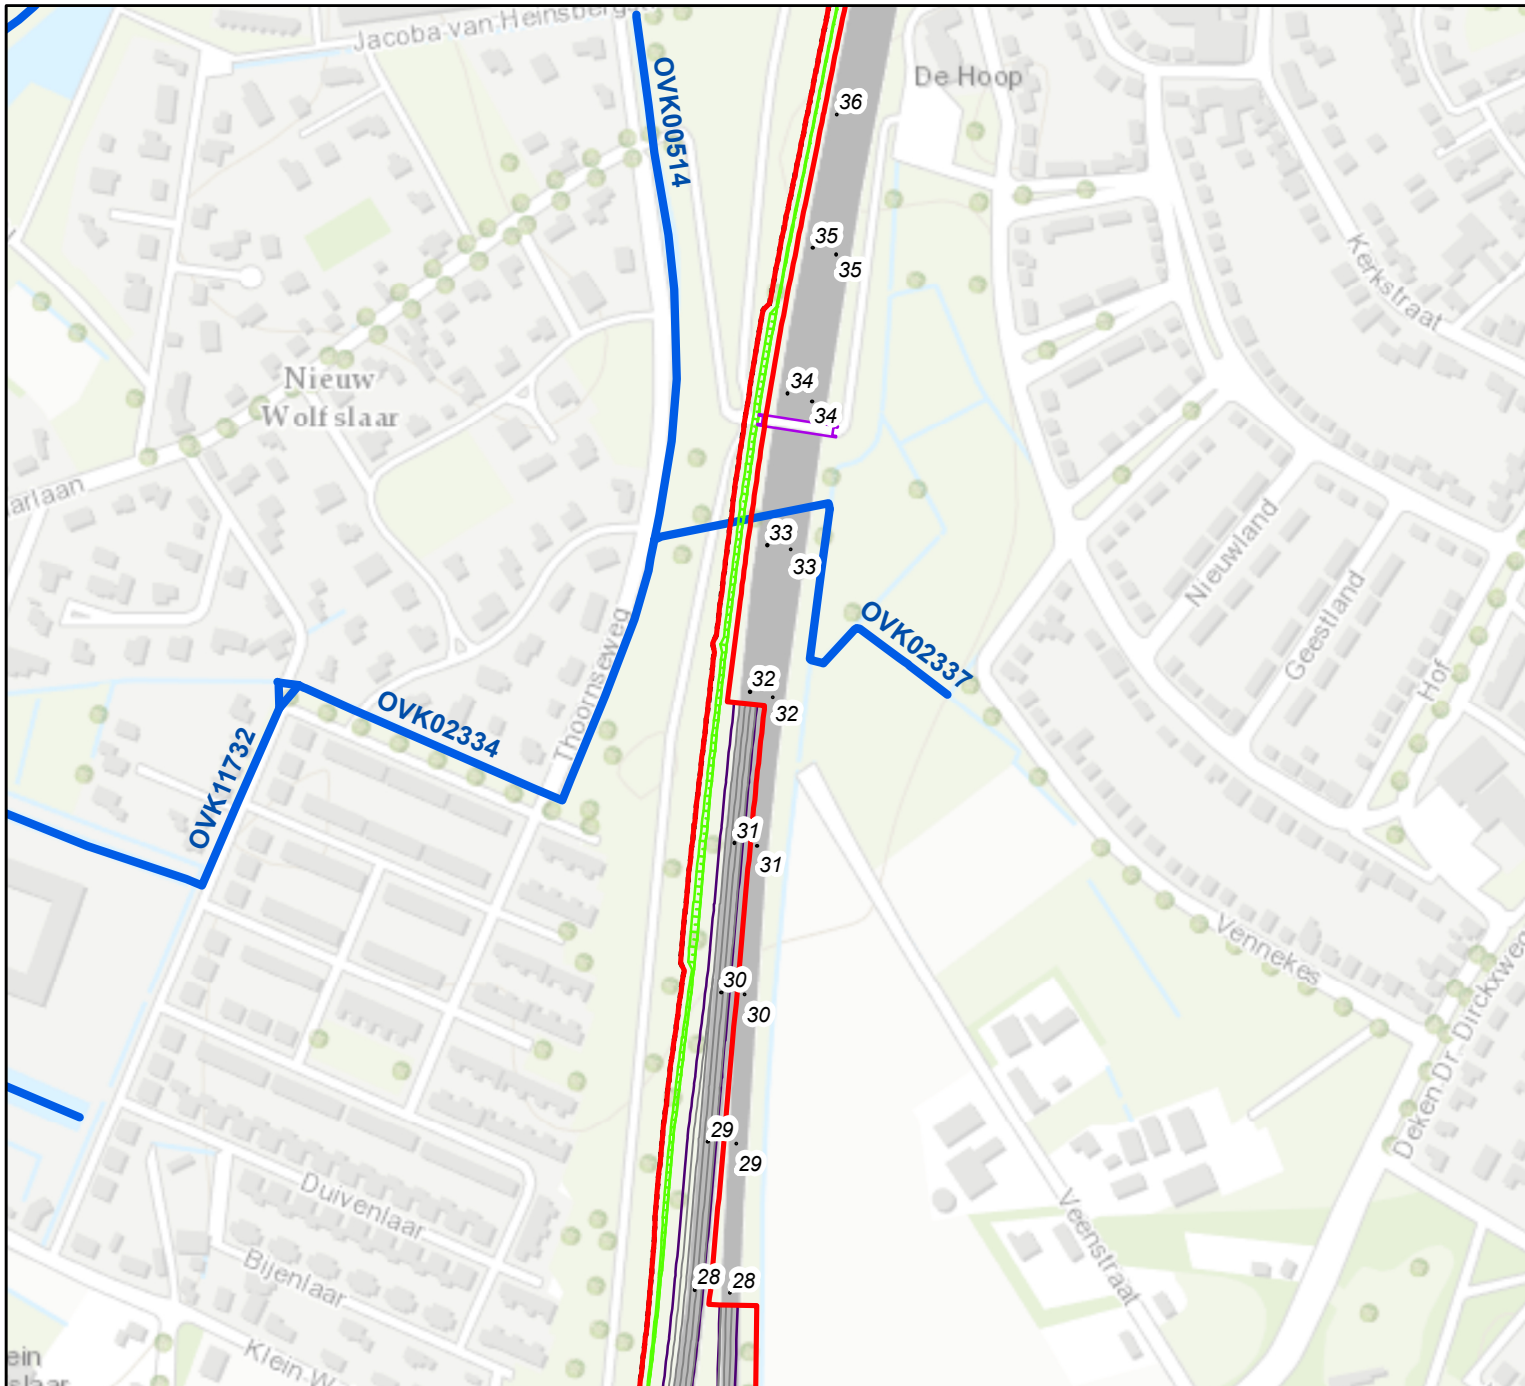 Jacoba van Heinsberg
OVK00514
De Hoop
36
35
35
Kerkstraat
Nieuw
Wolfslaar
34
34
arlaan
33
33
Nieuwland
Geestland
Hof
OVK02337
Thoornseweg
32
32
OVK02334
OVK11732
31
31
Vennekes
30
30
Deken Dr. Dirckxweg
29
29
Duivenlaar
Veenstraat
Bijenlaar
28
28
Klein-W
ein
slaar